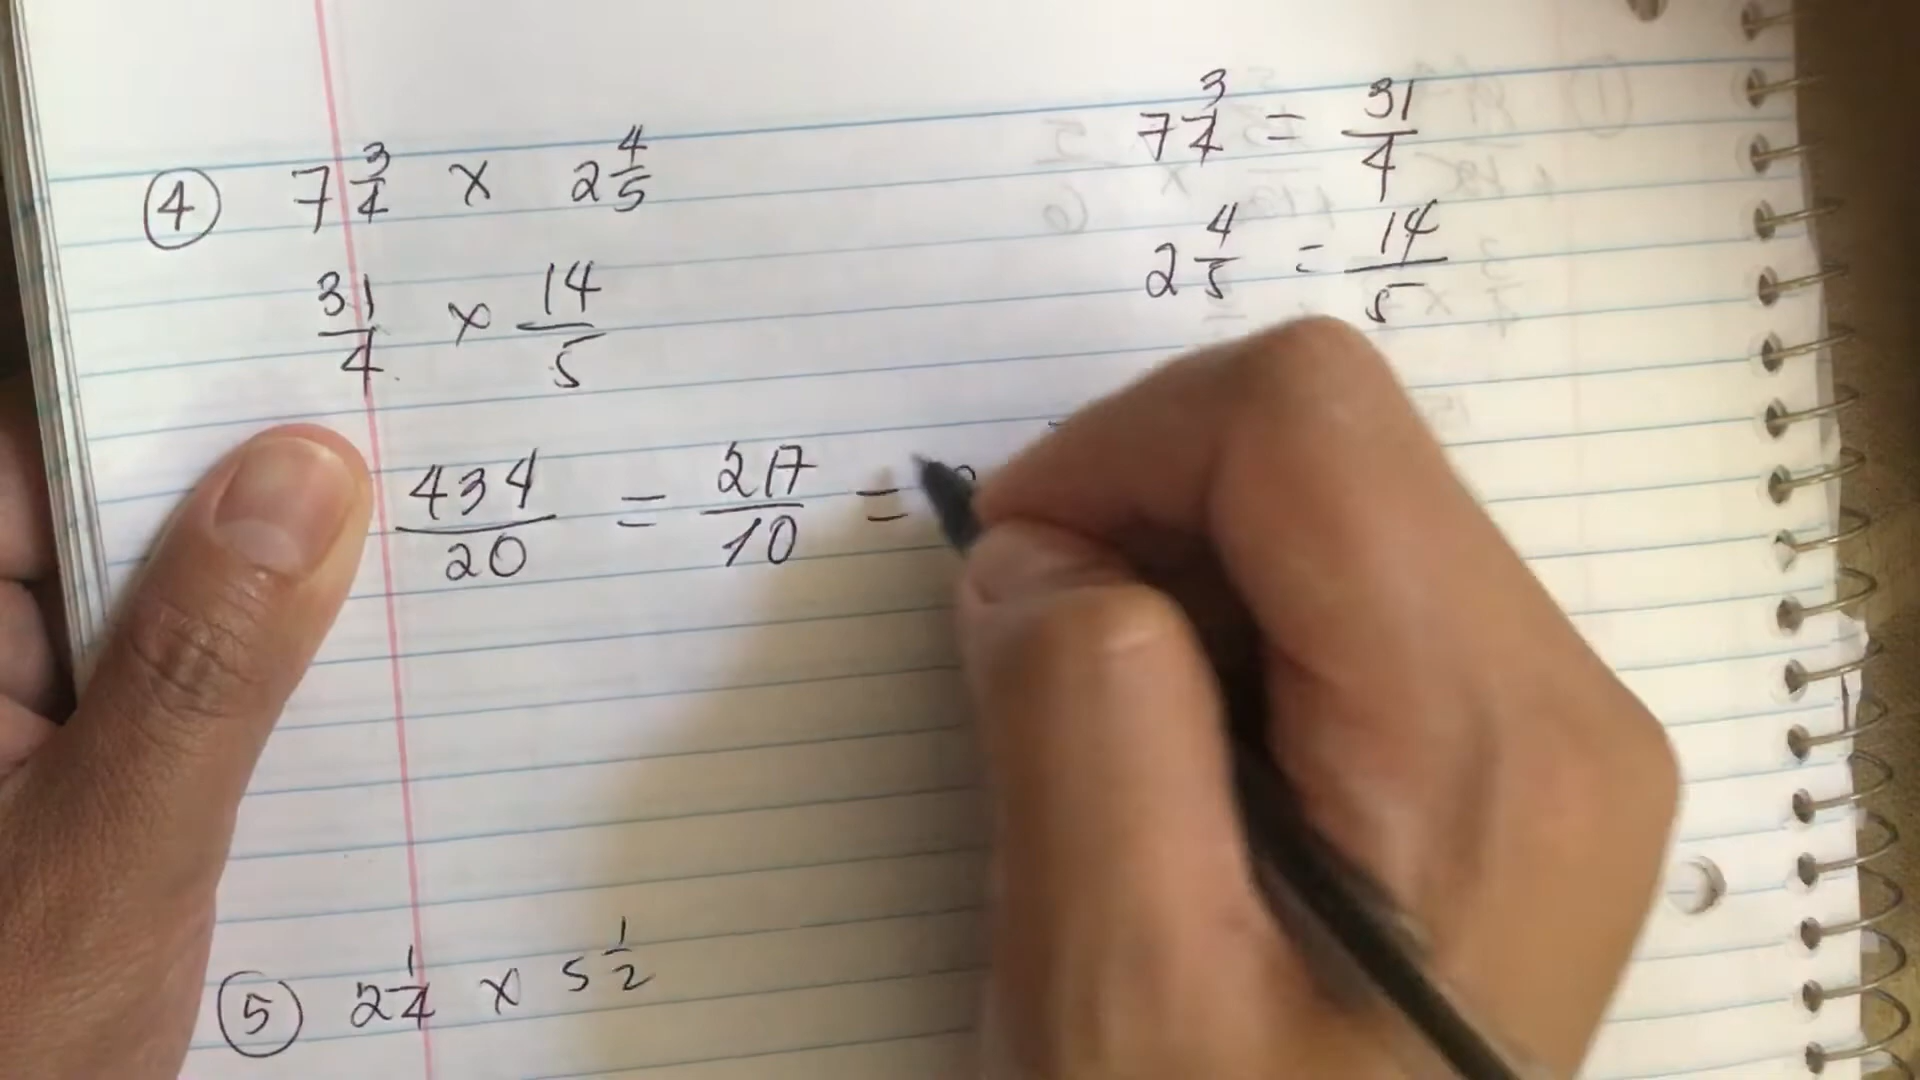 ④ 7 3/4 × 2 4/5
31/4 × 14/5
434/20 = 217/10 =
7 3/4 = 31/4
2 4/5 = 14/5
⑤ 2 1/4 × 5 1/2